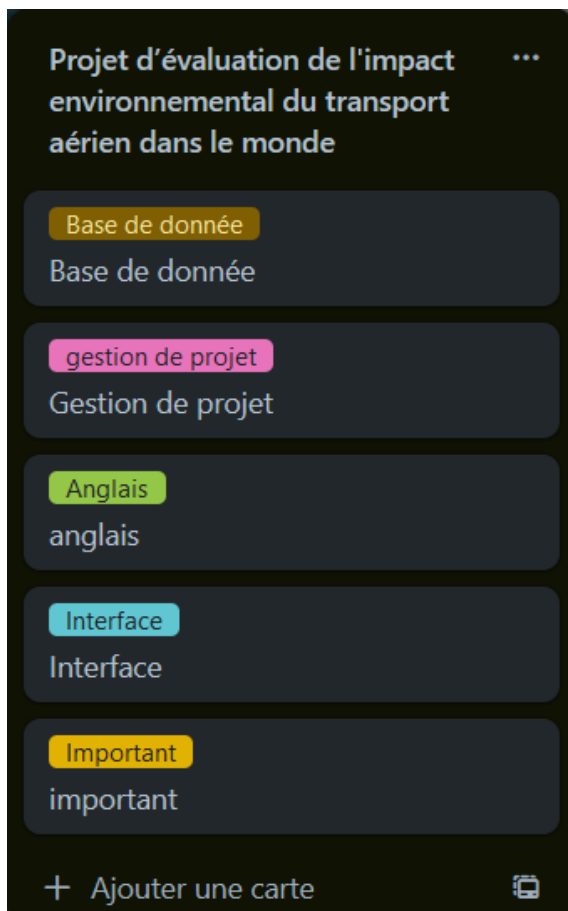 Projet d’évaluation de l'impact
environnemental du transport
aérien dans le monde
Base de donnée
Base de donnée
gestion de projet
Gestion de projet
Anglais
anglais
Interface
Interface
Important
important
+ Ajouter une carte